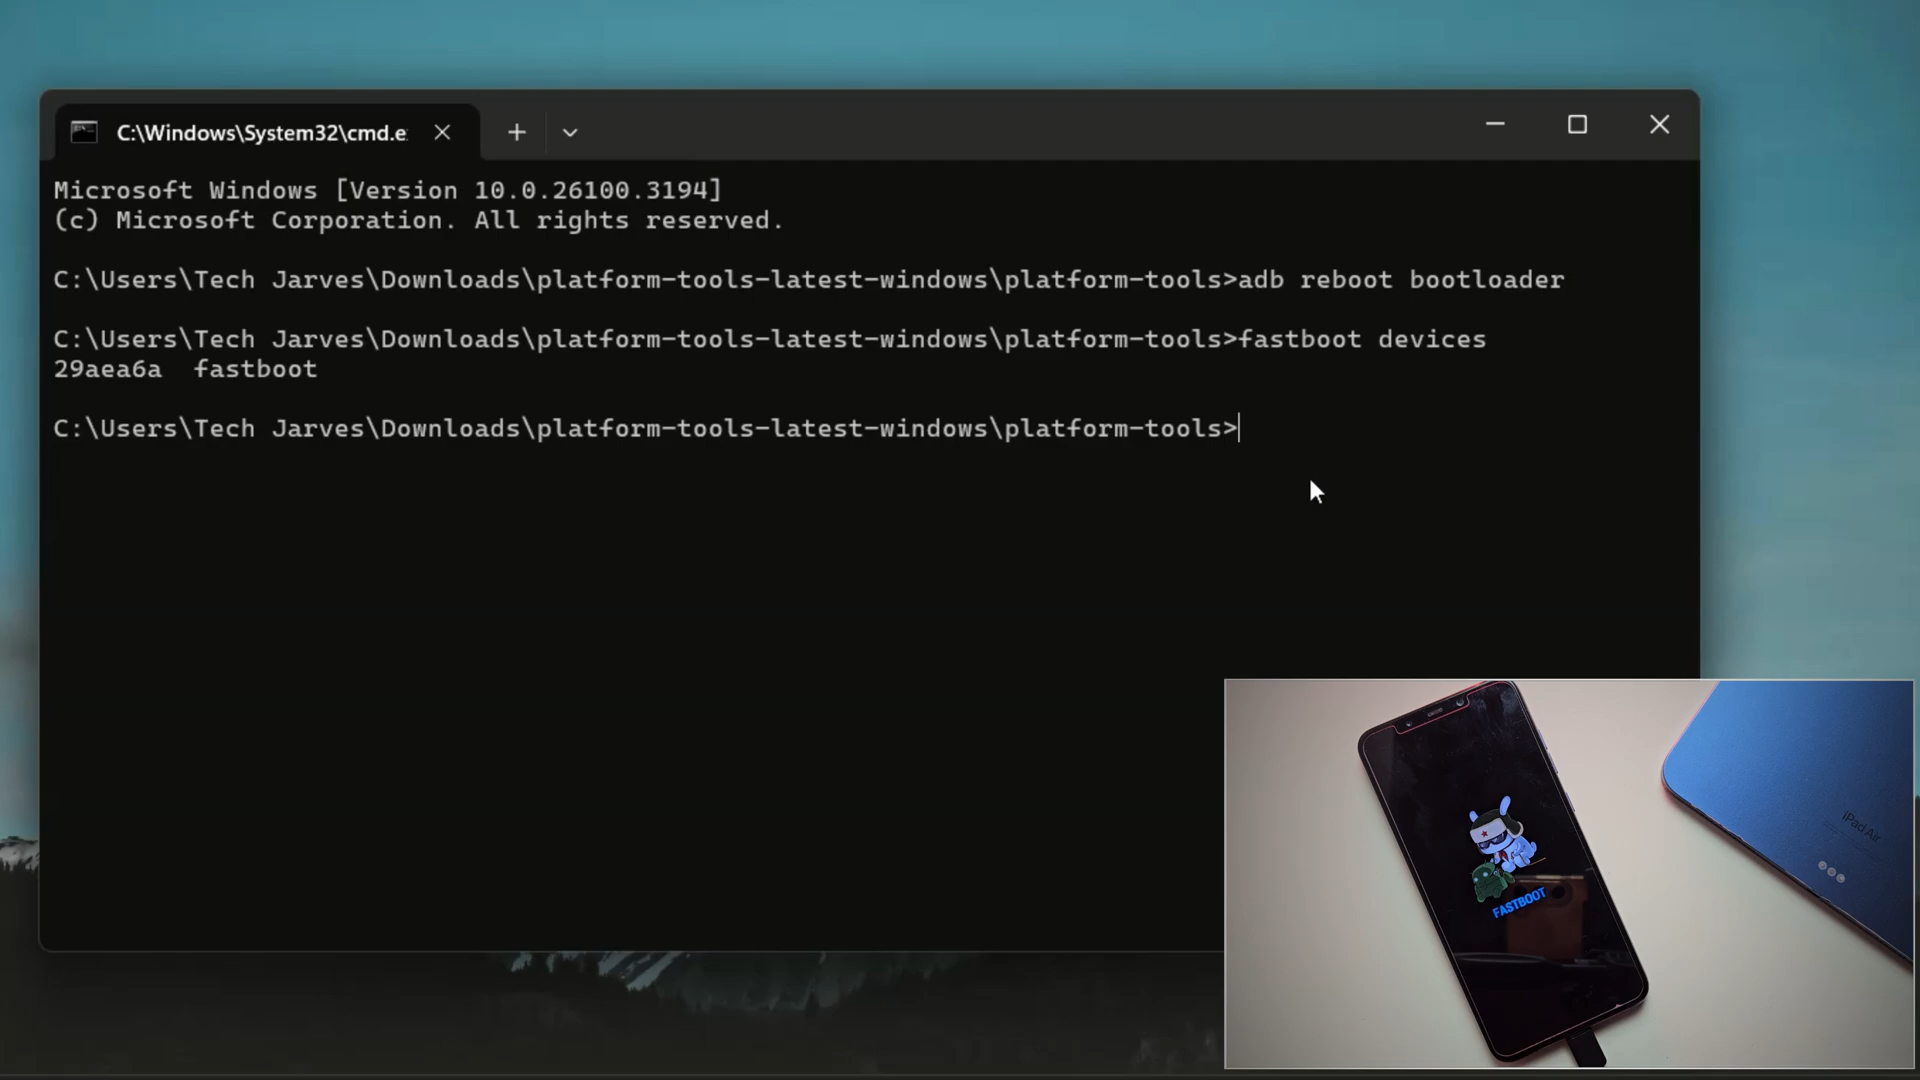 C:\Windows\System32\cmd.e
Microsoft Windows [Version 10.0.26100.3194]
(c) Microsoft Corporation. All rights reserved.
C:\Users\Tech Jarves\Downloads\platform-tools-latest-windows\platform-tools>adb reboot bootloader
C:\Users\Tech Jarves\Downloads\platform-tools-latest-windows\platform-tools>fastboot devices
29aea6a  fastboot
C:\Users\Tech Jarves\Downloads\platform-tools-latest-windows\platform-tools>
iPad Air
FASTBOOT